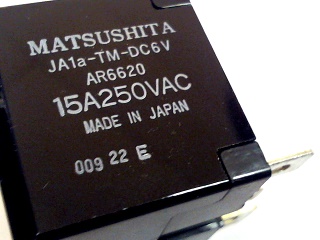 MATSUSHITA
JA1a-TM-DC6V
AR6620
15A250VAC
MADE IN JAPAN
009 22 E